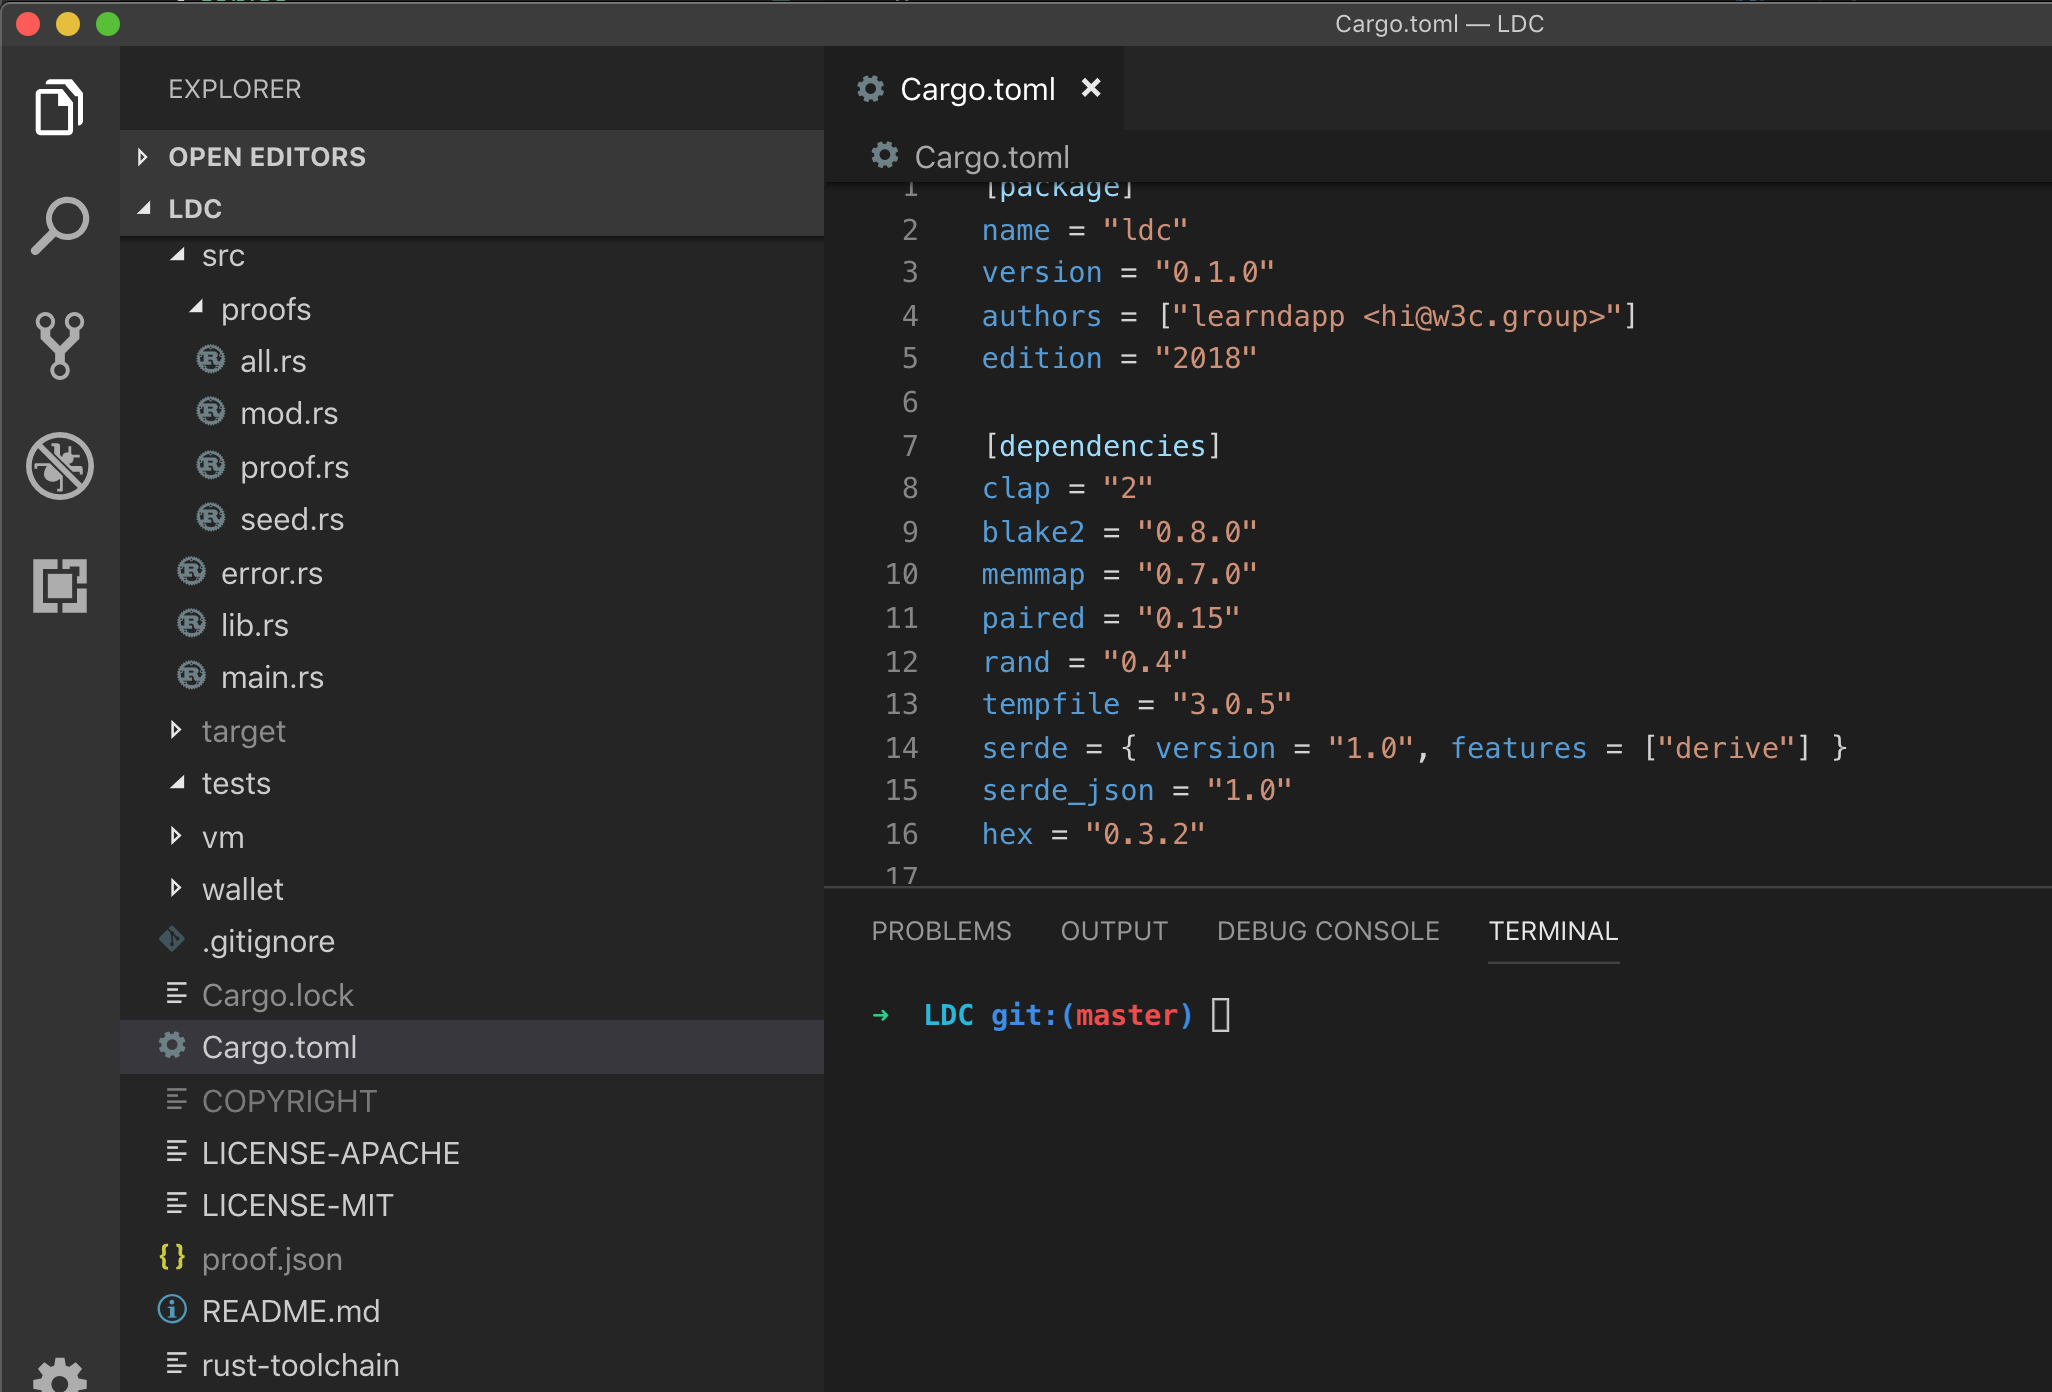 Cargo.toml — LDC
EXPLORER
OPEN EDITORS
LDC
src
proofs
all.rs
mod.rs
proof.rs
seed.rs
error.rs
lib.rs
main.rs
target
tests
vm
wallet
.gitignore
Cargo.lock
Cargo.toml
COPYRIGHT
LICENSE-APACHE
LICENSE-MIT
{} proof.json
README.md
rust-toolchain
Cargo.toml ×
Cargo.toml
1 [package]
2 name = "ldc"
3 version = "0.1.0"
4 authors = ["learndapp <hi@w3c.group>"]
5 edition = "2018"
6
7 [dependencies]
8 clap = "2"
9 blake2 = "0.8.0"
10 memmap = "0.7.0"
11 paired = "0.15"
12 rand = "0.4"
13 tempfile = "3.0.5"
14 serde = { version = "1.0", features = ["derive"] }
15 serde_json = "1.0"
16 hex = "0.3.2"
17
PROBLEMS OUTPUT DEBUG CONSOLE TERMINAL
➜ LDC git:(master)